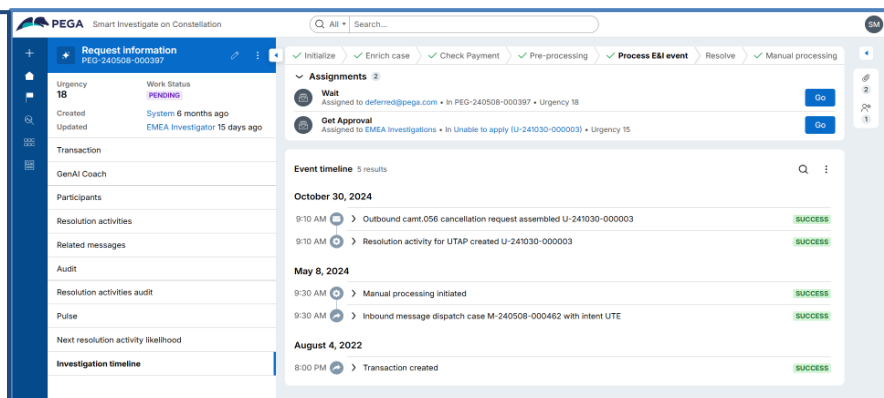 PEGA Smart Investigate on Constellation
All Search...
SM
Request information
PEG-240508-000397
Urgency Work Status
18 PENDING
Created System 6 months ago
Updated EMEA Investigator 15 days ago
Transaction
GenAI Coach
Participants
Resolution activities
Related messages
Audit
Resolution activities audit
Pulse
Next resolution activity likelihood
Investigation timeline
Initialize Enrich case Check Payment Pre-processing Process E&I event Resolve Manual processing
Assignments 2
Wait
Assigned to deferred@pega.com • In PEG-240508-000397 • Urgency 18
Go
Get Approval
Assigned to EMEA Investigations • In Unable to apply (U-241030-000003) • Urgency 15
Go
Event timeline 5 results
October 30, 2024
9:10 AM Outbound camt.056 cancellation request assembled U-241030-000003 SUCCESS
9:10 AM Resolution activity for UTAP created U-241030-000003 SUCCESS
May 8, 2024
9:30 AM Manual processing initiated SUCCESS
9:30 AM Inbound message dispatch case M-240508-000462 with intent UTE SUCCESS
August 4, 2022
8:00 PM Transaction created SUCCESS
2
1